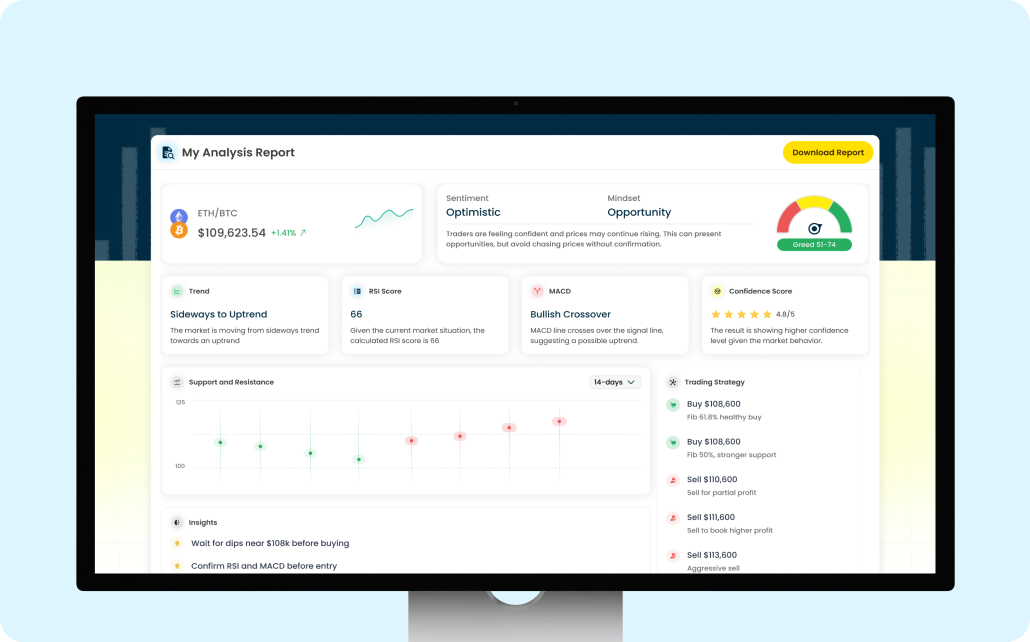 My Analysis Report
Download Report
ETH/BTC
$109,623.54 +1.41%
Sentiment
Optimistic
Mindset
Opportunity
Traders are feeling confident and prices may continue rising. This can present
opportunities, but avoid chasing prices without confirmation.
Greed 51-74
Trend
Sideways to Uptrend
The market is moving from sideways trend
towards an uptrend
RSI Score
66
Given the current market situation, the
calculated RSI score is 66
MACD
Bullish Crossover
MACD line crosses over the signal line,
suggesting a possible uptrend.
Confidence Score
4.8/5
The result is showing higher confidence
level given the market behavior.
Support and Resistance
14-days
125
100
Insights
Wait for dips near $108k before buying
Confirm RSI and MACD before entry
Trading Strategy
Buy $108,600
Fib 61.8% healthy buy
Buy $108,600
Fib 50%, stronger support
Sell $110,600
Sell for partial profit
Sell $111,600
Sell to book higher profit
Sell $113,600
Aggressive sell